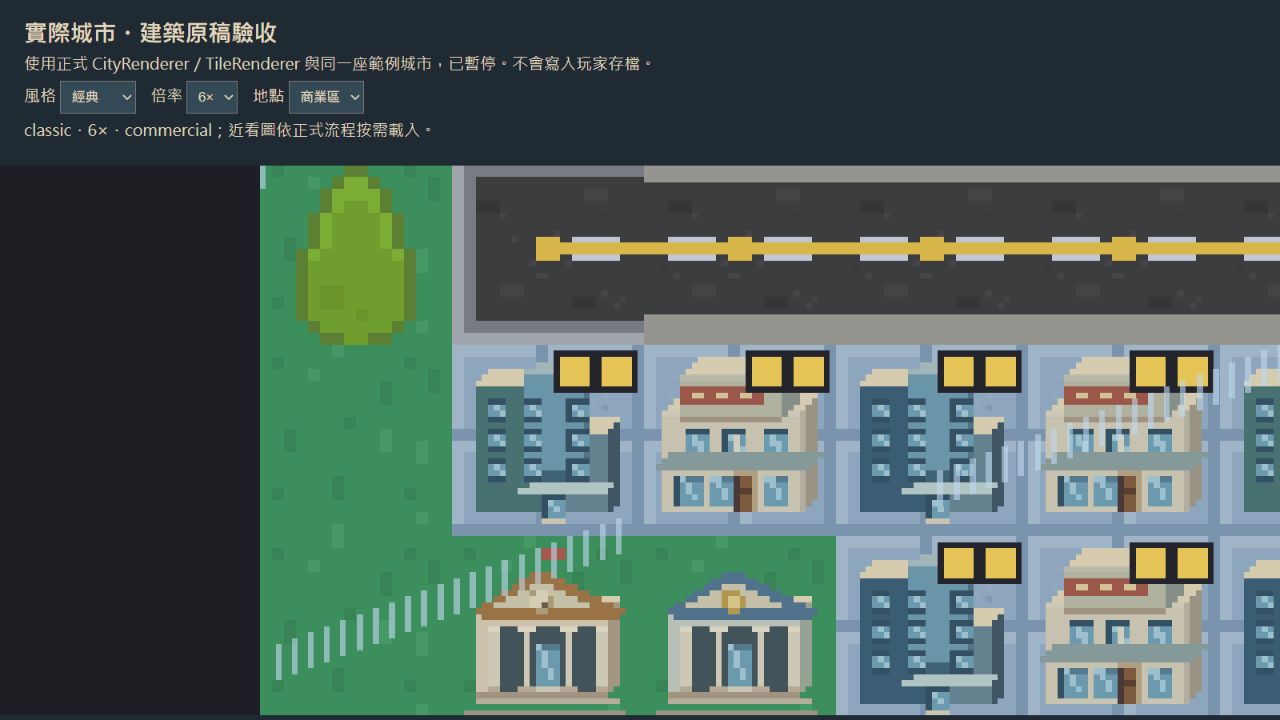 實際城市・建築原稿驗收
使用正式 CityRenderer / TileRenderer 與同一座範例城市，已暫停。不會寫入玩家存檔。
風格 經典 倍率 6× 地點 商業區
classic · 6× · commercial；近看圖依正式流程按需載入。